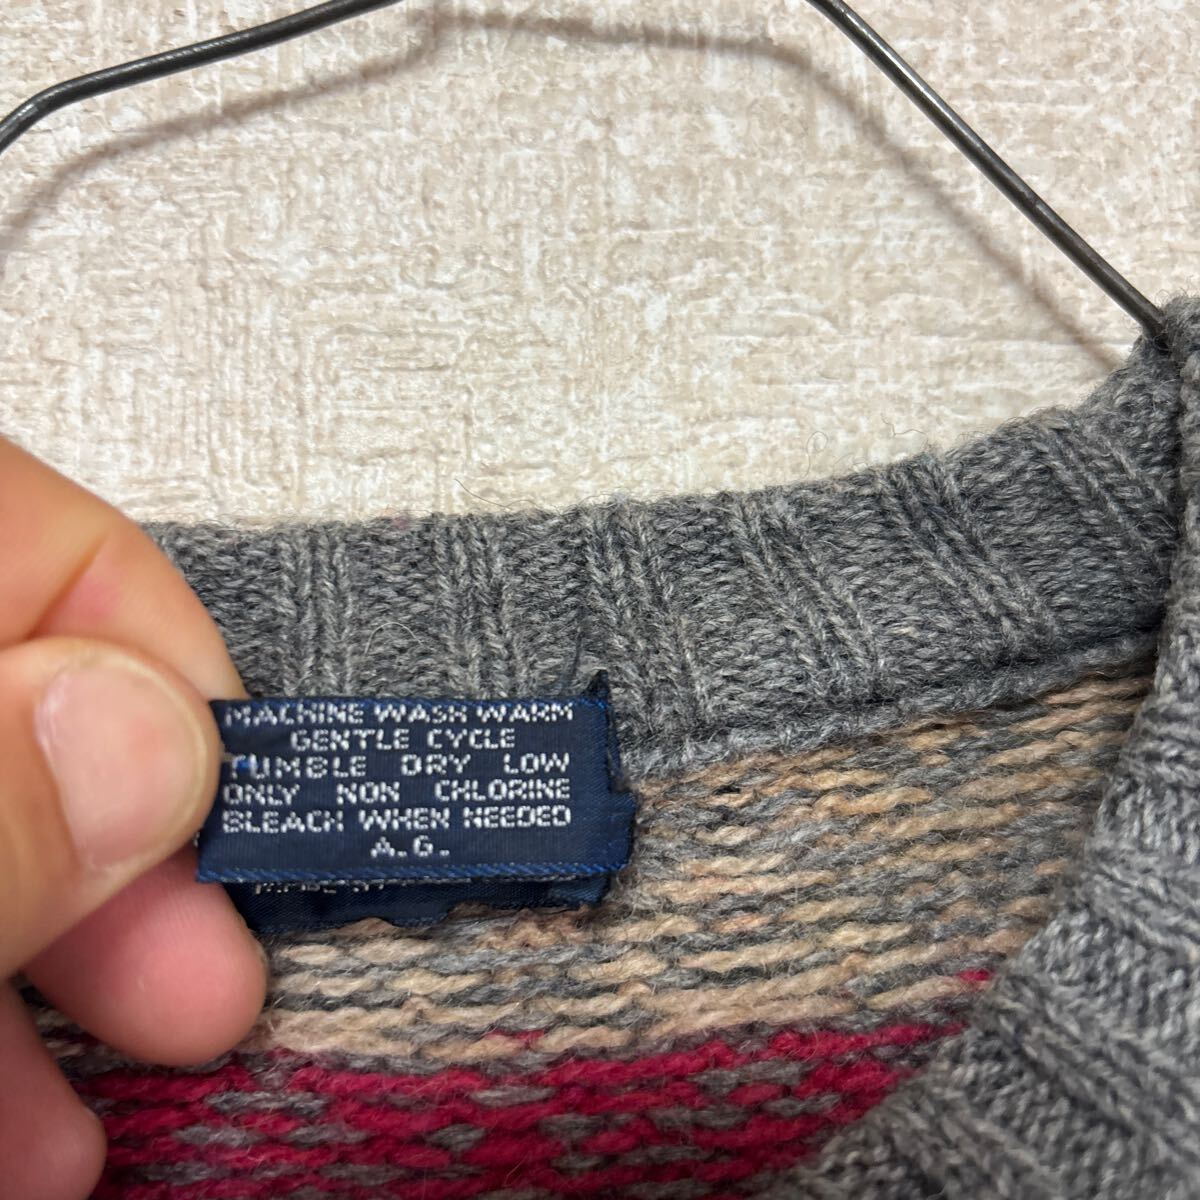 MACHINE WASH WARM
GENTLE CYCLE
TUMBLE DRY LOW
ONLY NON CHLORINE
BLEACH WHEN NEEDED
A.G.